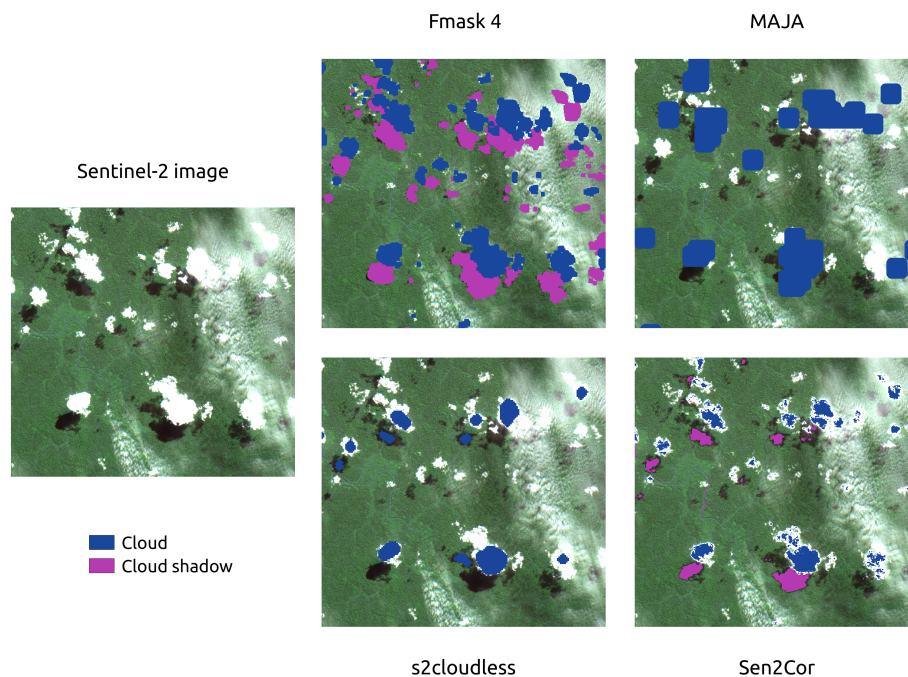 Fmask 4
MAJA
Sentinel-2 image
Cloud
Cloud shadow
s2cloudless
Sen2Cor